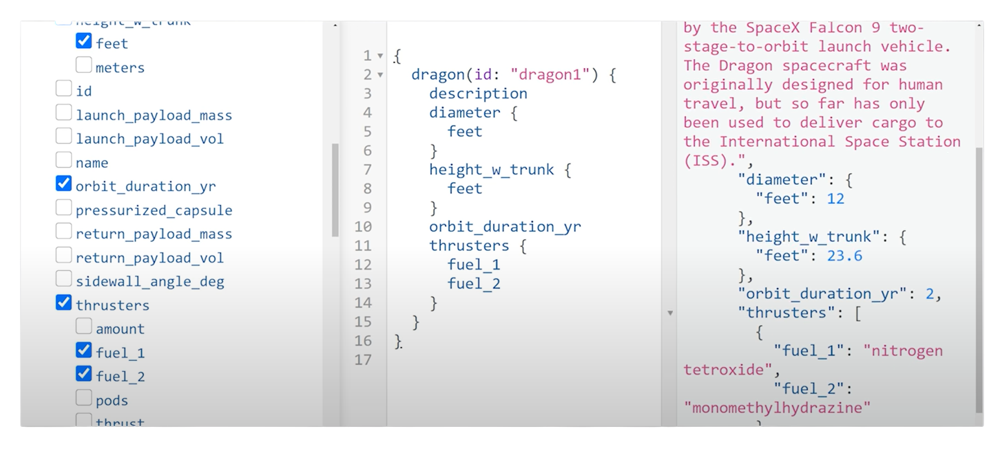 height_w_trunk
feet
meters
id
launch_payload_mass
launch_payload_vol
name
orbit_duration_yr
pressurized_capsule
return_payload_mass
return_payload_vol
sidewall_angle_deg
thrusters
amount
fuel_1
fuel_2
pods
thrust
1 {
2 dragon(id: "dragon1") {
3 description
4 diameter {
5 feet
6 }
7 height_w_trunk {
8 feet
9 }
10 orbit_duration_yr
11 thrusters {
12 fuel_1
13 fuel_2
14 }
15 }
16 }
17
by the SpaceX Falcon 9 two-
stage-to-orbit launch vehicle.
The Dragon spacecraft was
originally designed for human
travel, but so far has only
been used to deliver cargo to
the International Space Station
(ISS).",
"diameter": {
"feet": 12
},
"height_w_trunk": {
"feet": 23.6
},
"orbit_duration_yr": 2,
"thrusters": [
{
"fuel_1": "nitrogen
tetroxide",
"fuel_2":
"monomethylhydrazine"
}